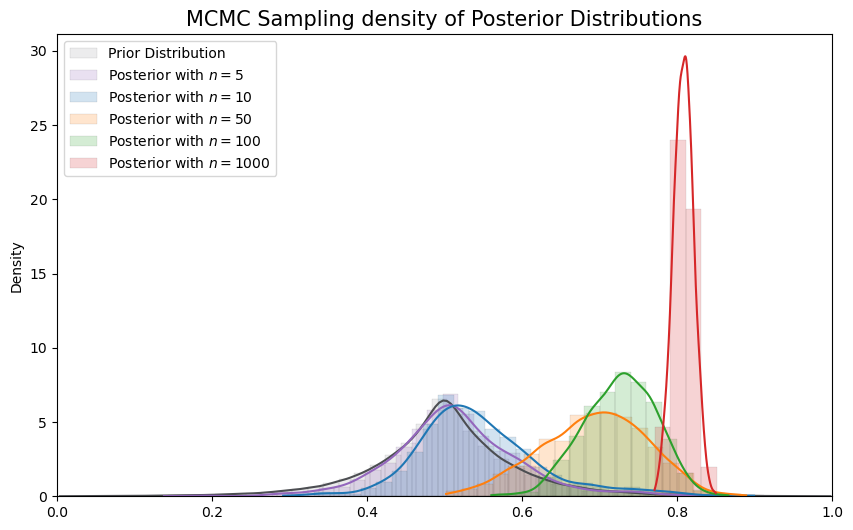 MCMC Sampling density of Posterior Distributions
30
25
20
15
10
5
0
Density
Prior Distribution
Posterior with n = 5
Posterior with n = 10
Posterior with n = 50
Posterior with n = 100
Posterior with n = 1000
0.0 0.2 0.4 0.6 0.8 1.0